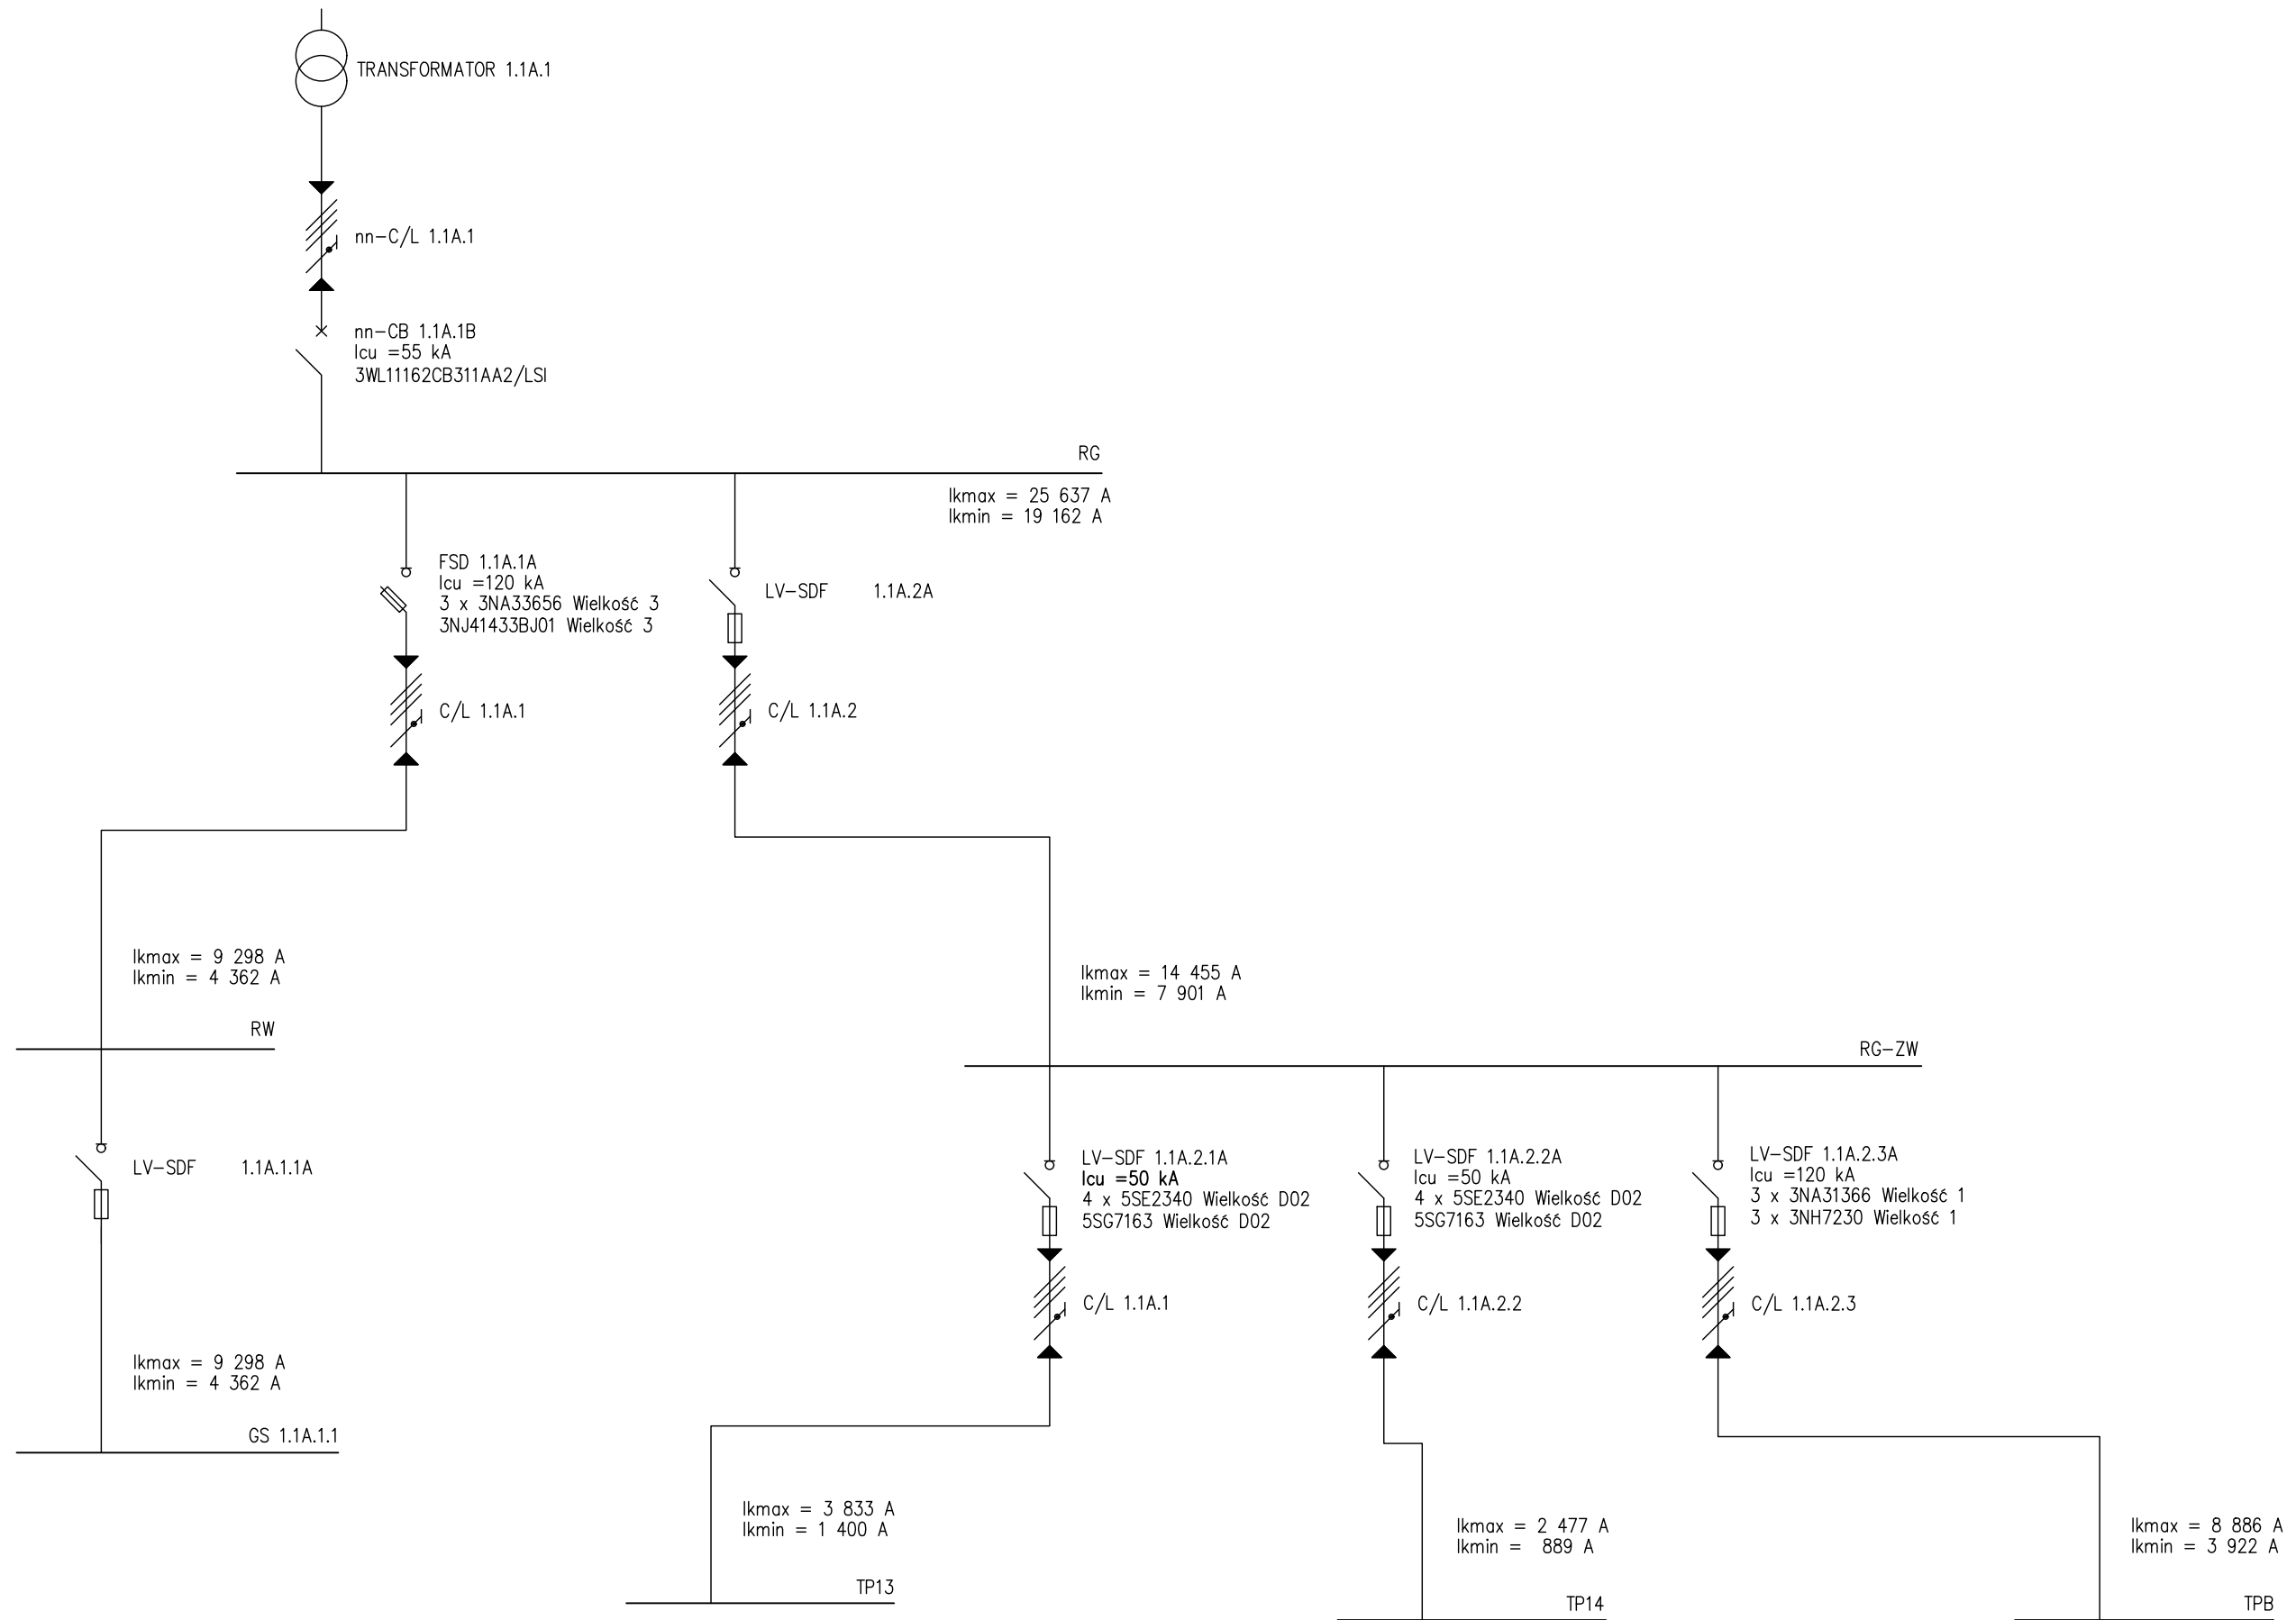 TRANSFORMATOR 1.1A.1
nn-C/L 1.1A.1
nn-CB 1.1A.1B
Icu =55 kA
3WL11162CB311AA2/LSI
RG
Ikmax = 25 637 A
Ikmin = 19 162 A
FSD 1.1A.1A
Icu =120 kA
3 x 3NA33656 Wielkość 3
3NJ41433BJ01 Wielkość 3
LV-SDF 1.1A.2A
C/L 1.1A.1
C/L 1.1A.2
Ikmax = 9 298 A
Ikmin = 4 362 A
RW
Ikmax = 14 455 A
Ikmin = 7 901 A
RG-ZW
LV-SDF 1.1A.1.1A
LV-SDF 1.1A.2.1A
Icu =50 kA
4 x 5SE2340 Wielkość D02
5SG7163 Wielkość D02
LV-SDF 1.1A.2.2A
Icu =50 kA
4 x 5SE2340 Wielkość D02
5SG7163 Wielkość D02
LV-SDF 1.1A.2.3A
Icu =120 kA
3 x 3NA31366 Wielkość 1
3 x 3NH7230 Wielkość 1
C/L 1.1A.1
C/L 1.1A.2.2
C/L 1.1A.2.3
Ikmax = 9 298 A
Ikmin = 4 362 A
GS 1.1A.1.1
Ikmax = 3 833 A
Ikmin = 1 400 A
TP13
Ikmax = 2 477 A
Ikmin = 889 A
TP14
Ikmax = 8 886 A
Ikmin = 3 922 A
TPB